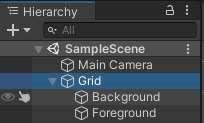 Hierarchy
All
SampleScene
Main Camera
Grid
Background
Foreground